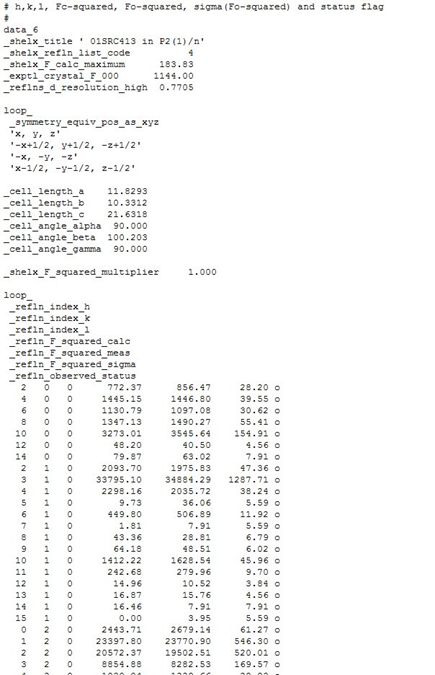 # h,k,l, Fc-squared, Fo-squared, sigma(Fo-squared) and status flag
#
data_6
_shelx_title ' 01SRC413 in P2(1)/n'
_shelx_refln_list_code 4
_shelx_F_calc_maximum 183.83
_exptl_crystal_F_000 1144.00
_reflns_d_resolution_high 0.7705
loop_
_symmetry_equiv_pos_as_xyz
'x, y, z'
'-x+1/2, y+1/2, -z+1/2'
'-x, -y, -z'
'x-1/2, -y-1/2, z-1/2'
_cell_length_a 11.8293
_cell_length_b 10.3312
_cell_length_c 21.6318
_cell_angle_alpha 90.000
_cell_angle_beta 100.203
_cell_angle_gamma 90.000
_shelx_F_squared_multiplier 1.000
loop_
_refln_index_h
_refln_index_k
_refln_index_l
_refln_F_squared_calc
_refln_F_squared_meas
_refln_F_squared_sigma
_refln_observed_status
2 0 0 772.37 856.47 28.20 o
4 0 0 1445.15 1446.80 39.55 o
6 0 0 1130.79 1097.08 30.62 o
8 0 0 1347.13 1490.27 55.41 o
10 0 0 3273.01 3545.64 154.91 o
12 0 0 48.20 40.50 4.56 o
14 0 0 79.87 63.02 7.91 o
2 1 0 2093.70 1975.83 47.36 o
3 1 0 33795.10 34884.29 1287.71 o
4 1 0 2298.16 2035.72 38.24 o
5 1 0 9.73 36.06 5.59 o
6 1 0 449.80 506.89 11.92 o
7 1 0 1.81 7.91 5.59 o
8 1 0 43.36 28.81 6.79 o
9 1 0 64.18 48.51 6.02 o
10 1 0 1412.22 1628.54 45.96 o
11 1 0 242.68 279.96 9.70 o
12 1 0 14.96 10.52 3.84 o
13 1 0 16.87 15.76 4.56 o
14 1 0 16.46 7.91 7.91 o
15 1 0 0.00 3.95 5.59 o
0 2 0 2443.71 2679.14 61.27 o
1 2 0 23397.80 23770.90 546.30 o
2 2 0 20572.37 19502.51 520.01 o
3 2 0 8854.88 8282.53 169.57 o